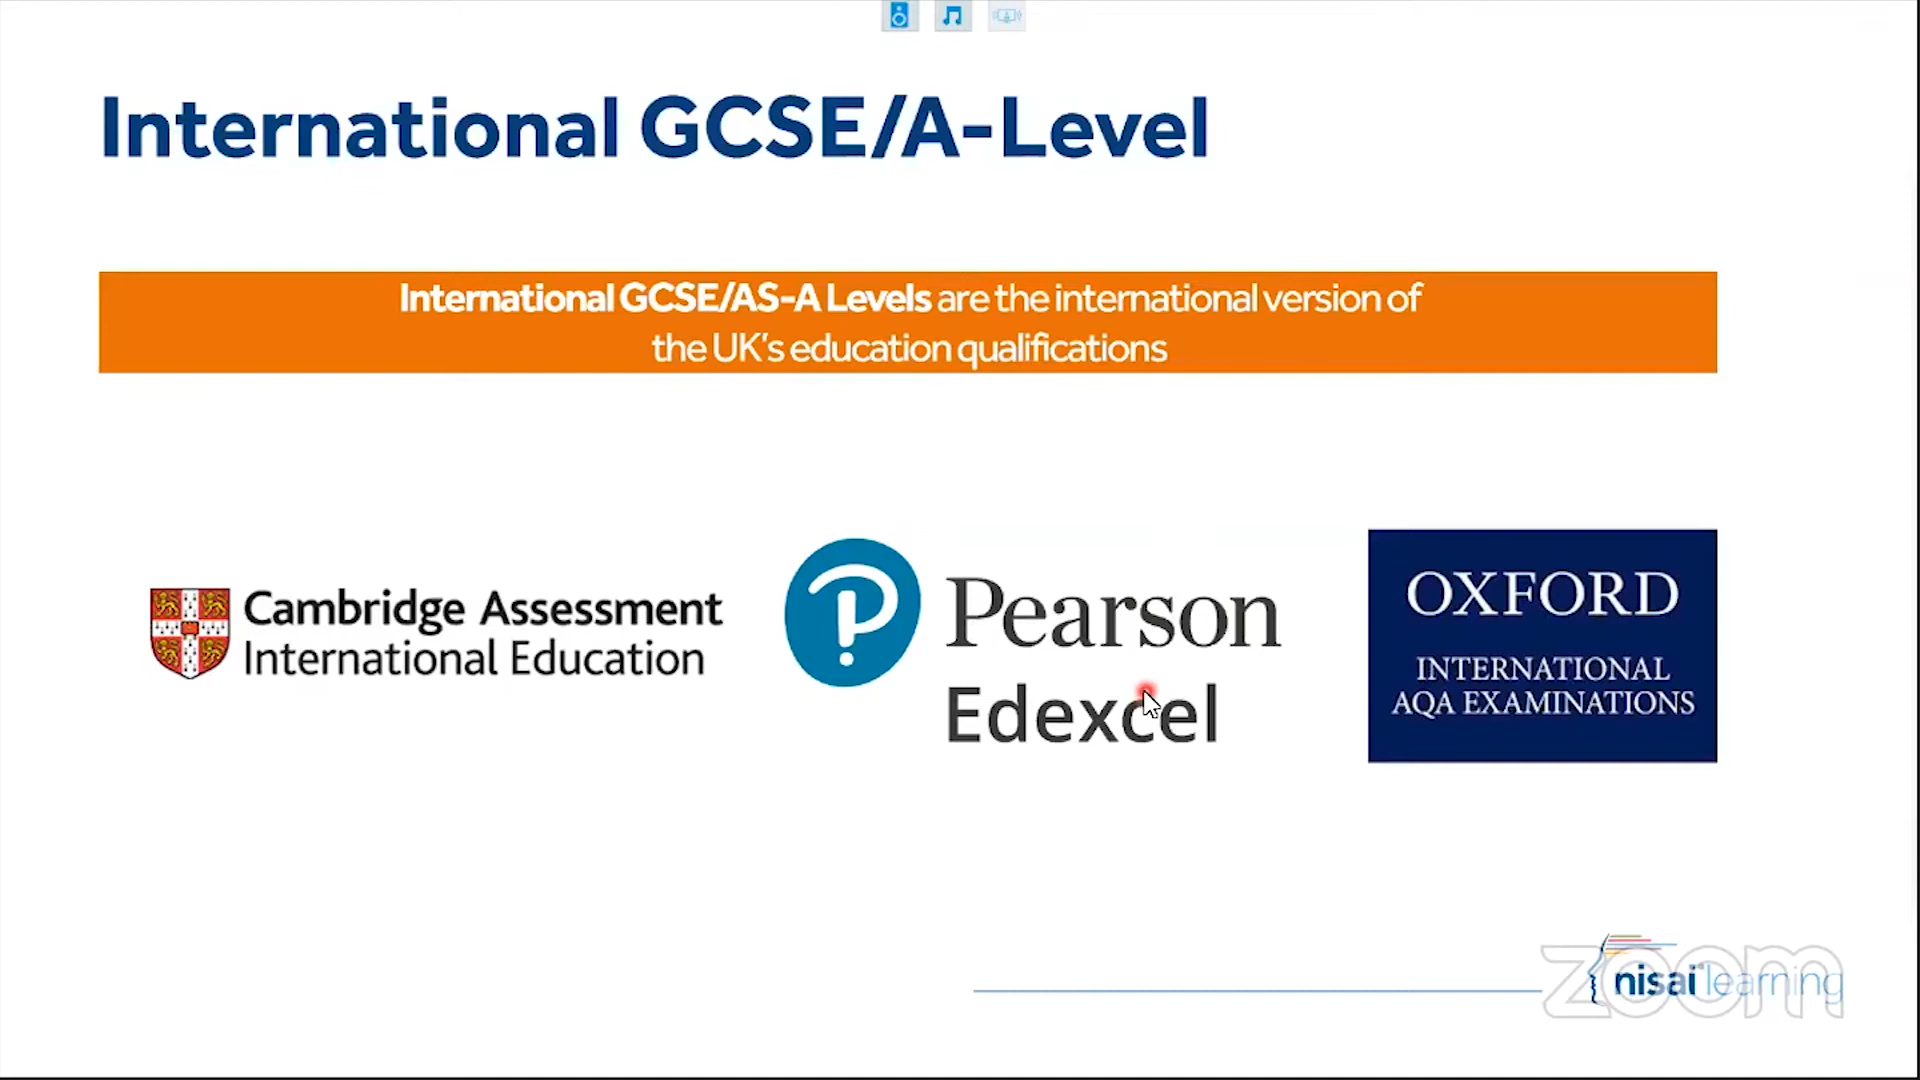 International GCSE/A-Level
International GCSE/AS-A Levels are the international version of
the UK's education qualifications
Cambridge Assessment
International Education
Pearson
Edexcel
OXFORD
INTERNATIONAL
AQA EXAMINATIONS
nisai learning
zoom